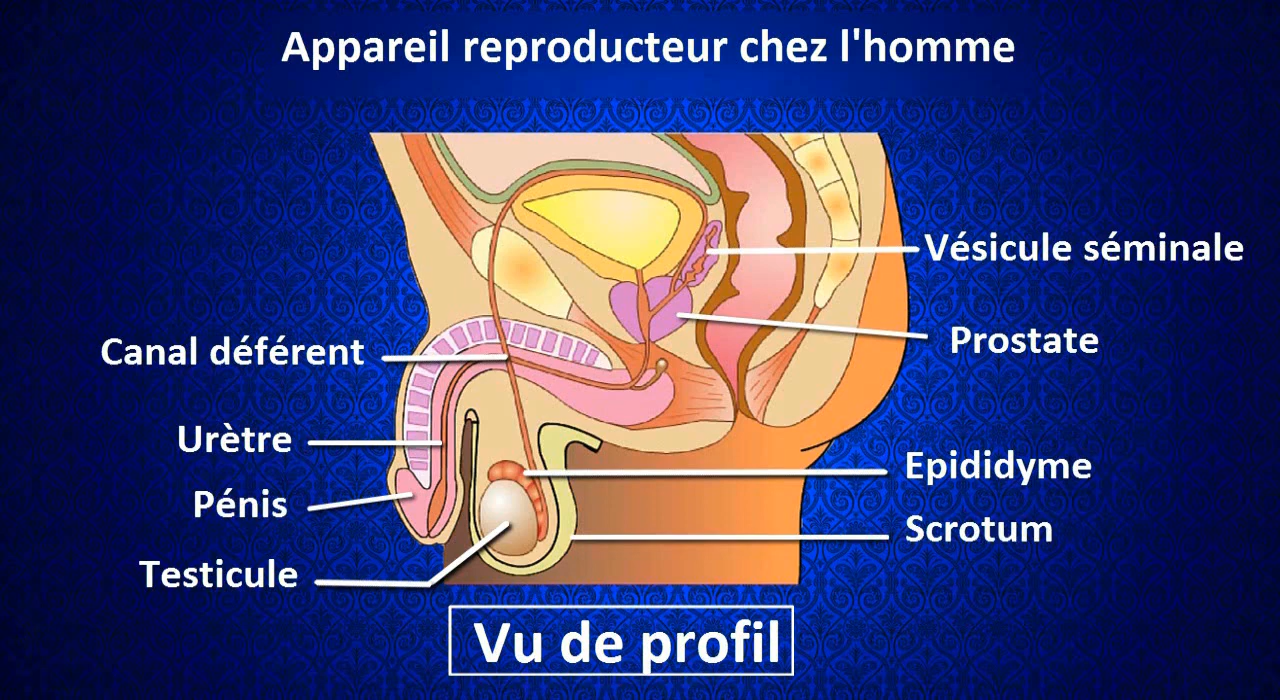 Appareil reproducteur chez l'homme
Vésicule séminale
Prostate
Canal déférent
Urètre
Pénis
Testicule
Epididyme
Scrotum
Vu de profil